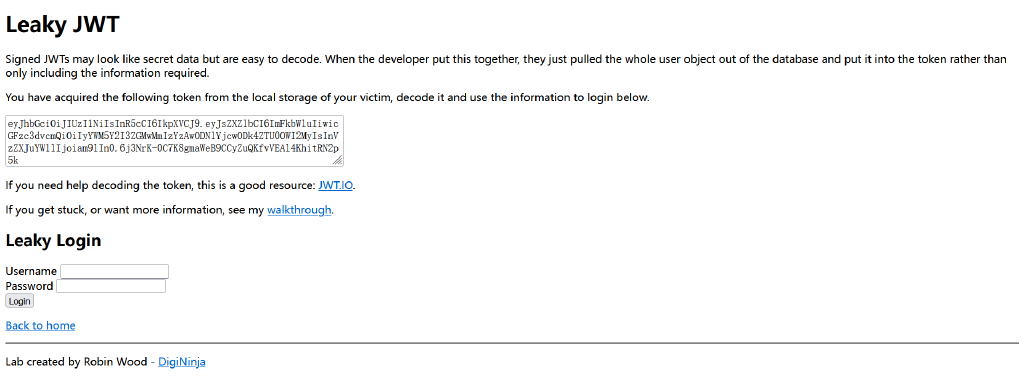 Leaky JWT
Signed JWTs may look like secret data but are easy to decode. When the developer put this together, they just pulled the whole user object out of the database and put it into the token rather than
only including the information required.
You have acquired the following token from the local storage of your victim, decode it and use the information to login below.
eyJhbGciOiJIUzI1NiIsInR5cCI6IkpXVCJ9.eyJsZXZlbCI6ImFkbWluIiwic
GFzc3dvcmQiOiIyYWM5Y2I3ZGMwMmIzYzAwODNlYjcwODk4ZTU0OWI2MyIsInV
zZXJuYW1lIjoiam9lIn0.6j3NrK-0C7K8gmaWeB9CCyZuQKfvVEAl4KhitRN2p
5k
If you need help decoding the token, this is a good resource: JWT.IO.
If you get stuck, or want more information, see my walkthrough.
Leaky Login
Username
Password
Login
Back to home
Lab created by Robin Wood - DigiNinja